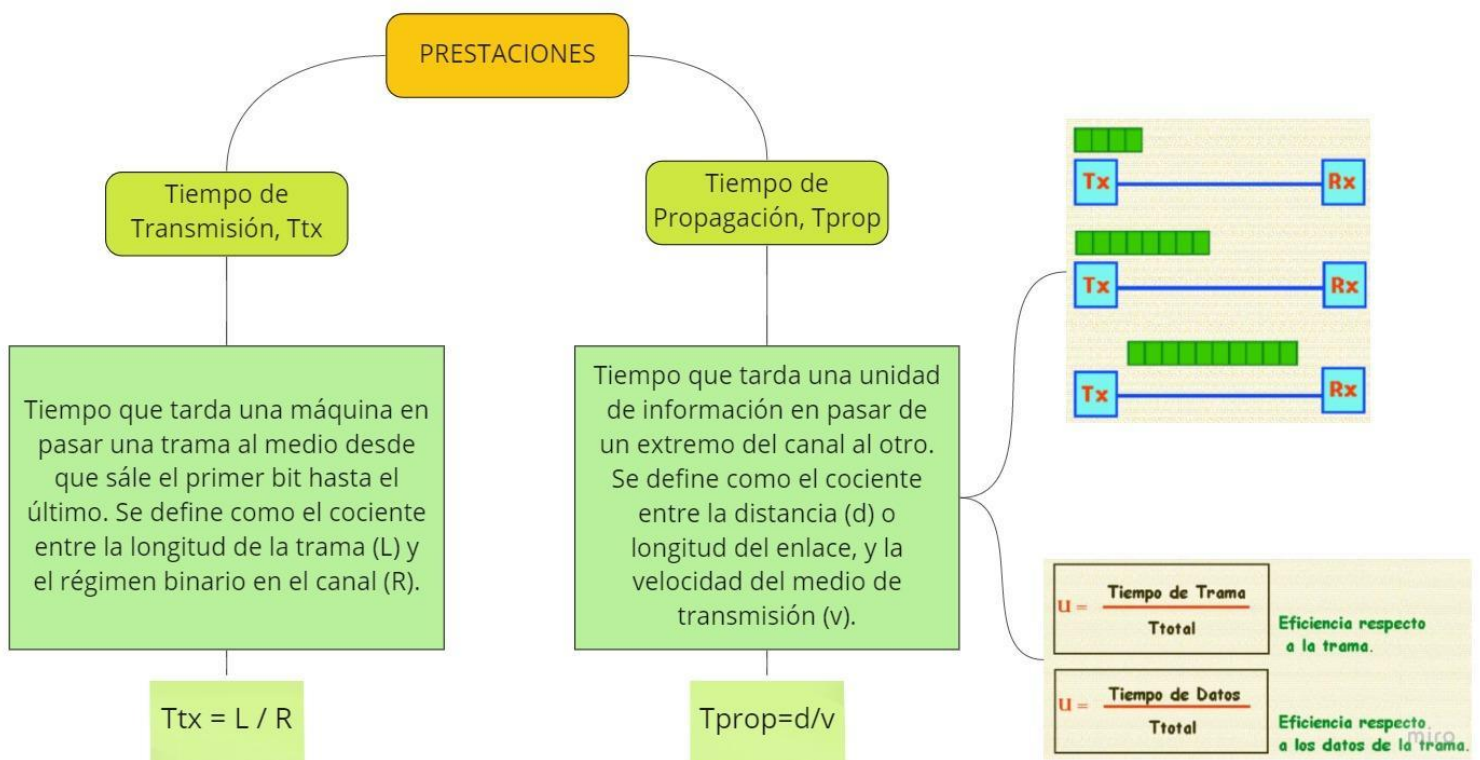 PRESTACIONES
Tiempo de
Transmisión, Ttx
Tiempo que tarda una máquina en
pasar una trama al medio desde
que sále el primer bit hasta el
último. Se define como el cociente
entre la longitud de la trama (L) y
el régimen binario en el canal (R).
Ttx = L / R
Tiempo de
Propagación, Tprop
Tiempo que tarda una unidad
de información en pasar de
un extremo del canal al otro.
Se define como el cociente
entre la distancia (d) o
longitud del enlace, y la
velocidad del medio de
transmisión (v).
Tprop=d/v
Tx Rx
Tx Rx
Tx Rx
U = Tiempo de Trama
Ttotal
Eficiencia respecto
a la trama.
U = Tiempo de Datos
Ttotal
Eficiencia respecto
a los datos de la trama.
miro